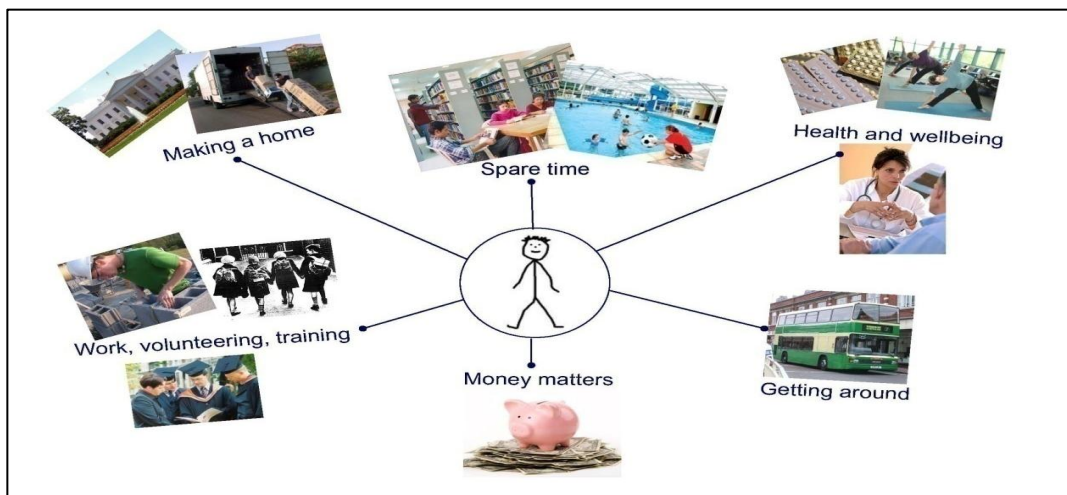 Making a home
Spare time
Health and wellbeing
Work, volunteering, training
Money matters
Getting around